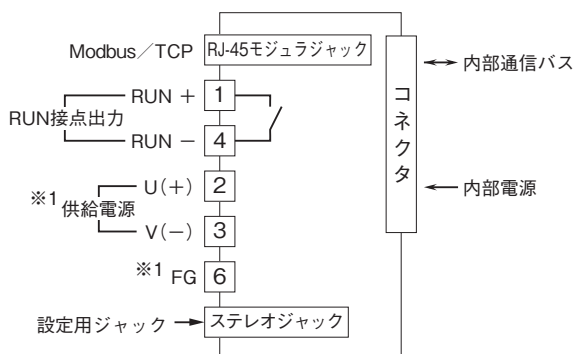 Modbus／TCP RJ-45モジュラジャック
内部通信バス
コネクタ
RUN + 1
RUN接点出力
RUN − 4
U(+) 2
※1 供給電源
内部電源
V(−) 3
※1 FG 6
設定用ジャック ステレオジャック